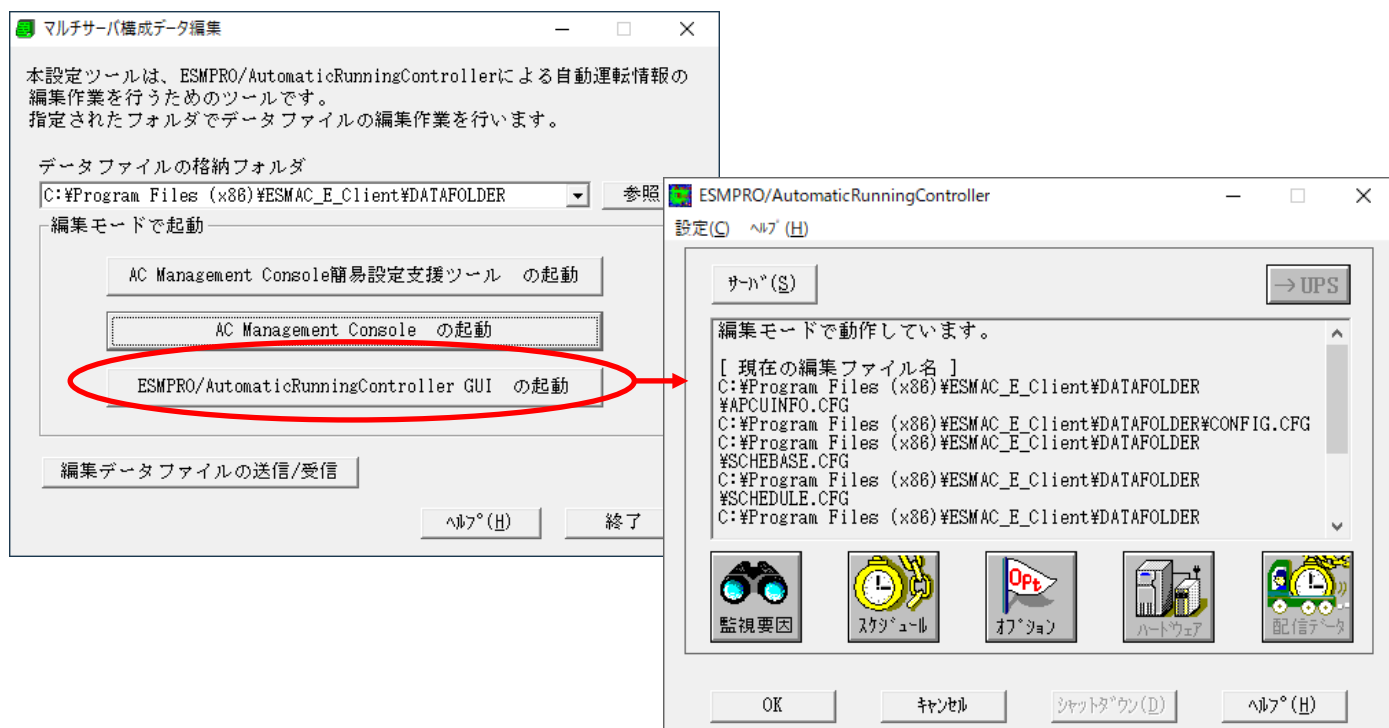 マルチサーバ構成データ編集
本設定ツールは、ESMPRO/AutomaticRunningControllerによる自動運転情報の
編集作業を行うためのツールです。
指定されたフォルダでデータファイルの編集作業を行います。
データファイルの格納フォルダ
C:¥Program Files (x86)¥ESMAC_E_Client¥DATAFOLDER
参照
編集モードで起動
AC Management Console簡易設定支援ツール の起動
AC Management Console の起動
ESMPRO/AutomaticRunningController GUI の起動
編集データファイルの送信/受信
ﾍﾙﾌﾟ(H)
終了
ESMPRO/AutomaticRunningController
設定(C) ﾍﾙﾌﾟ(H)
ｻｰﾊﾞ(S)
→UPS
編集モードで動作しています。
[ 現在の編集ファイル名 ]
C:¥Program Files (x86)¥ESMAC_E_Client¥DATAFOLDER
¥APCUINFO.CFG
C:¥Program Files (x86)¥ESMAC_E_Client¥DATAFOLDER¥CONFIG.CFG
C:¥Program Files (x86)¥ESMAC_E_Client¥DATAFOLDER
¥SCHEBASE.CFG
C:¥Program Files (x86)¥ESMAC_E_Client¥DATAFOLDER
¥SCHEDULE.CFG
C:¥Program Files (x86)¥ESMAC_E_Client¥DATAFOLDER
Opt
監視要因
ｽｹｼﾞｭｰﾙ
ｵﾌﾟｼｮﾝ
ﾊｰﾄﾞｳｪｱ
配信ﾃﾞｰﾀ
OK
ｷｬﾝｾﾙ
ｼｬｯﾄﾀﾞｳﾝ(D)
ﾍﾙﾌﾟ(H)